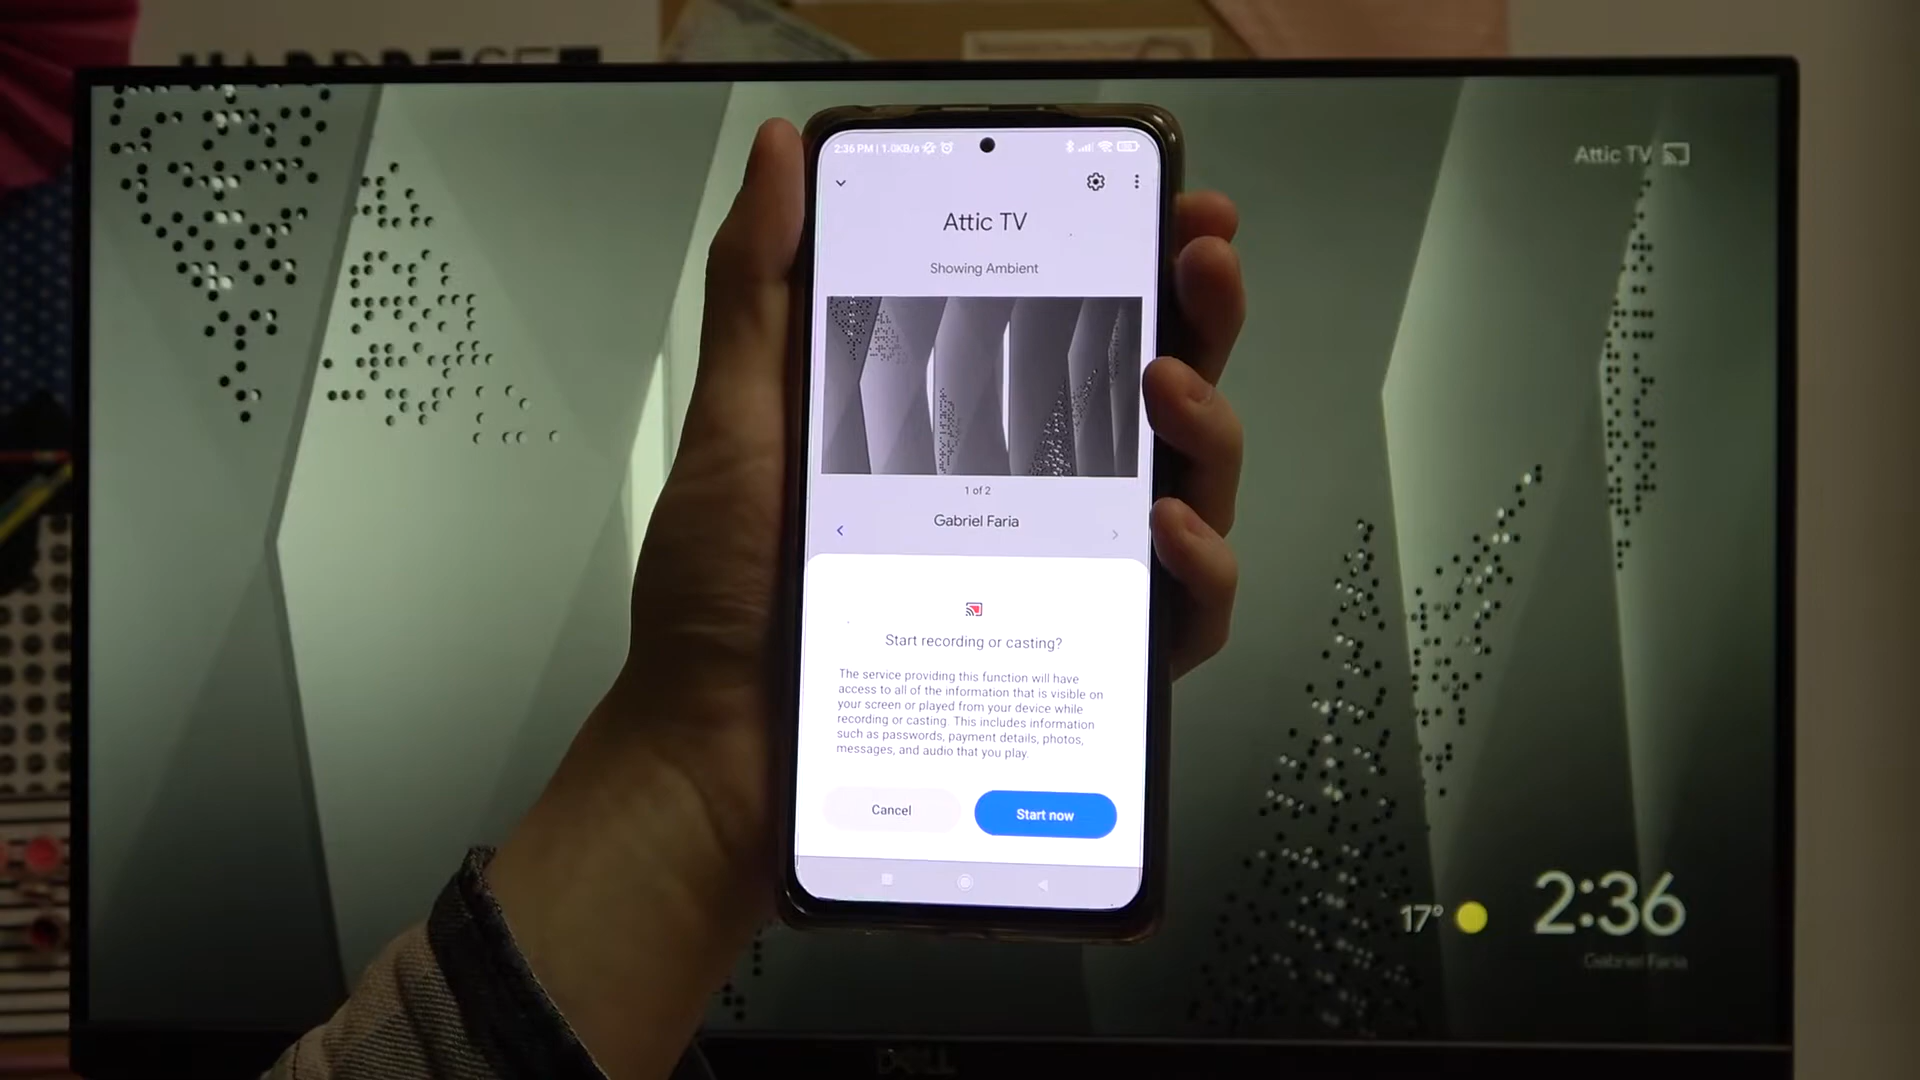 HARDRESET
Attic TV
2:36 PM | 1.0KB/s
Attic TV
Showing Ambient
1 of 2
Gabriel Faria
Start recording or casting?
The service providing this function will have
access to all of the information that is visible on
your screen or played from your device while
recording or casting. This includes information
such as passwords, payment details, photos,
messages, and audio that you play.
Cancel
Start now
17°
2:36
Gabriel Faria
DELL